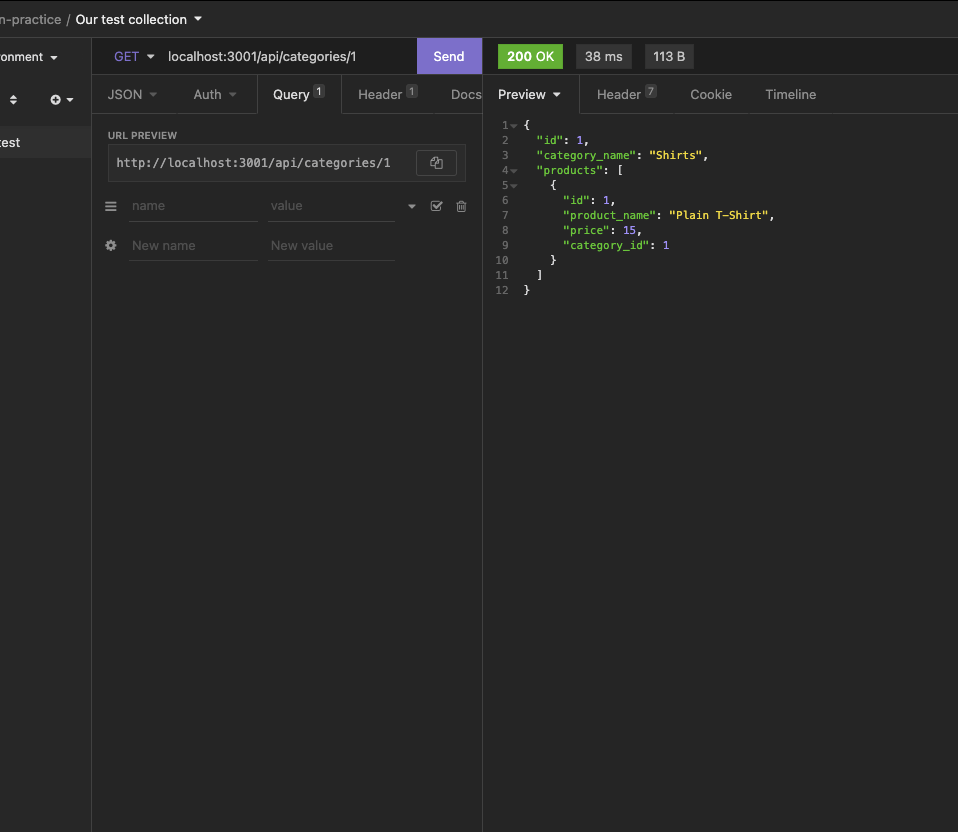 n-practice / Our test collection
onment
GET localhost:3001/api/categories/1 Send 200 OK 38 ms 113 B
JSON Auth Query 1 Header 1 Docs Preview Header 7 Cookie Timeline
test
URL PREVIEW
http://localhost:3001/api/categories/1
name value
New name New value
1 {
2 "id": 1,
3 "category_name": "Shirts",
4 "products": [
5 {
6 "id": 1,
7 "product_name": "Plain T-Shirt",
8 "price": 15,
9 "category_id": 1
10 }
11 ]
12 }